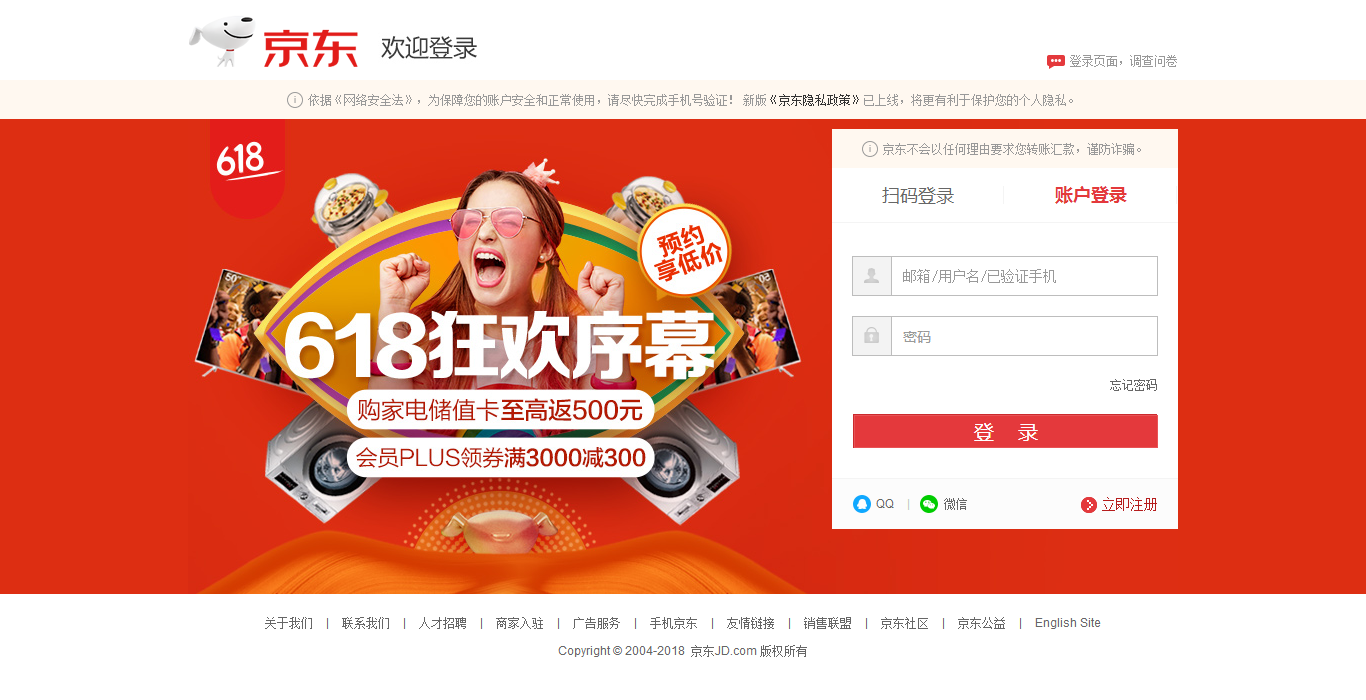 京东 欢迎登录
登录页面，调查问卷
依据《网络安全法》，为保障您的账户安全和正常使用，请尽快完成手机号验证！ 新版《京东隐私政策》已上线，将更有利于保护您的个人隐私。
618
预约
享低价
50"
618狂欢序幕
购家电储值卡至高返500元
会员PLUS领券满3000减300
京东不会以任何理由要求您转账汇款，谨防诈骗。
扫码登录 账户登录
邮箱/用户名/已验证手机
密码
忘记密码
登 录
QQ | 微信 立即注册
关于我们 | 联系我们 | 人才招聘 | 商家入驻 | 广告服务 | 手机京东 | 友情链接 | 销售联盟 | 京东社区 | 京东公益 | English Site
Copyright © 2004-2018 京东JD.com 版权所有